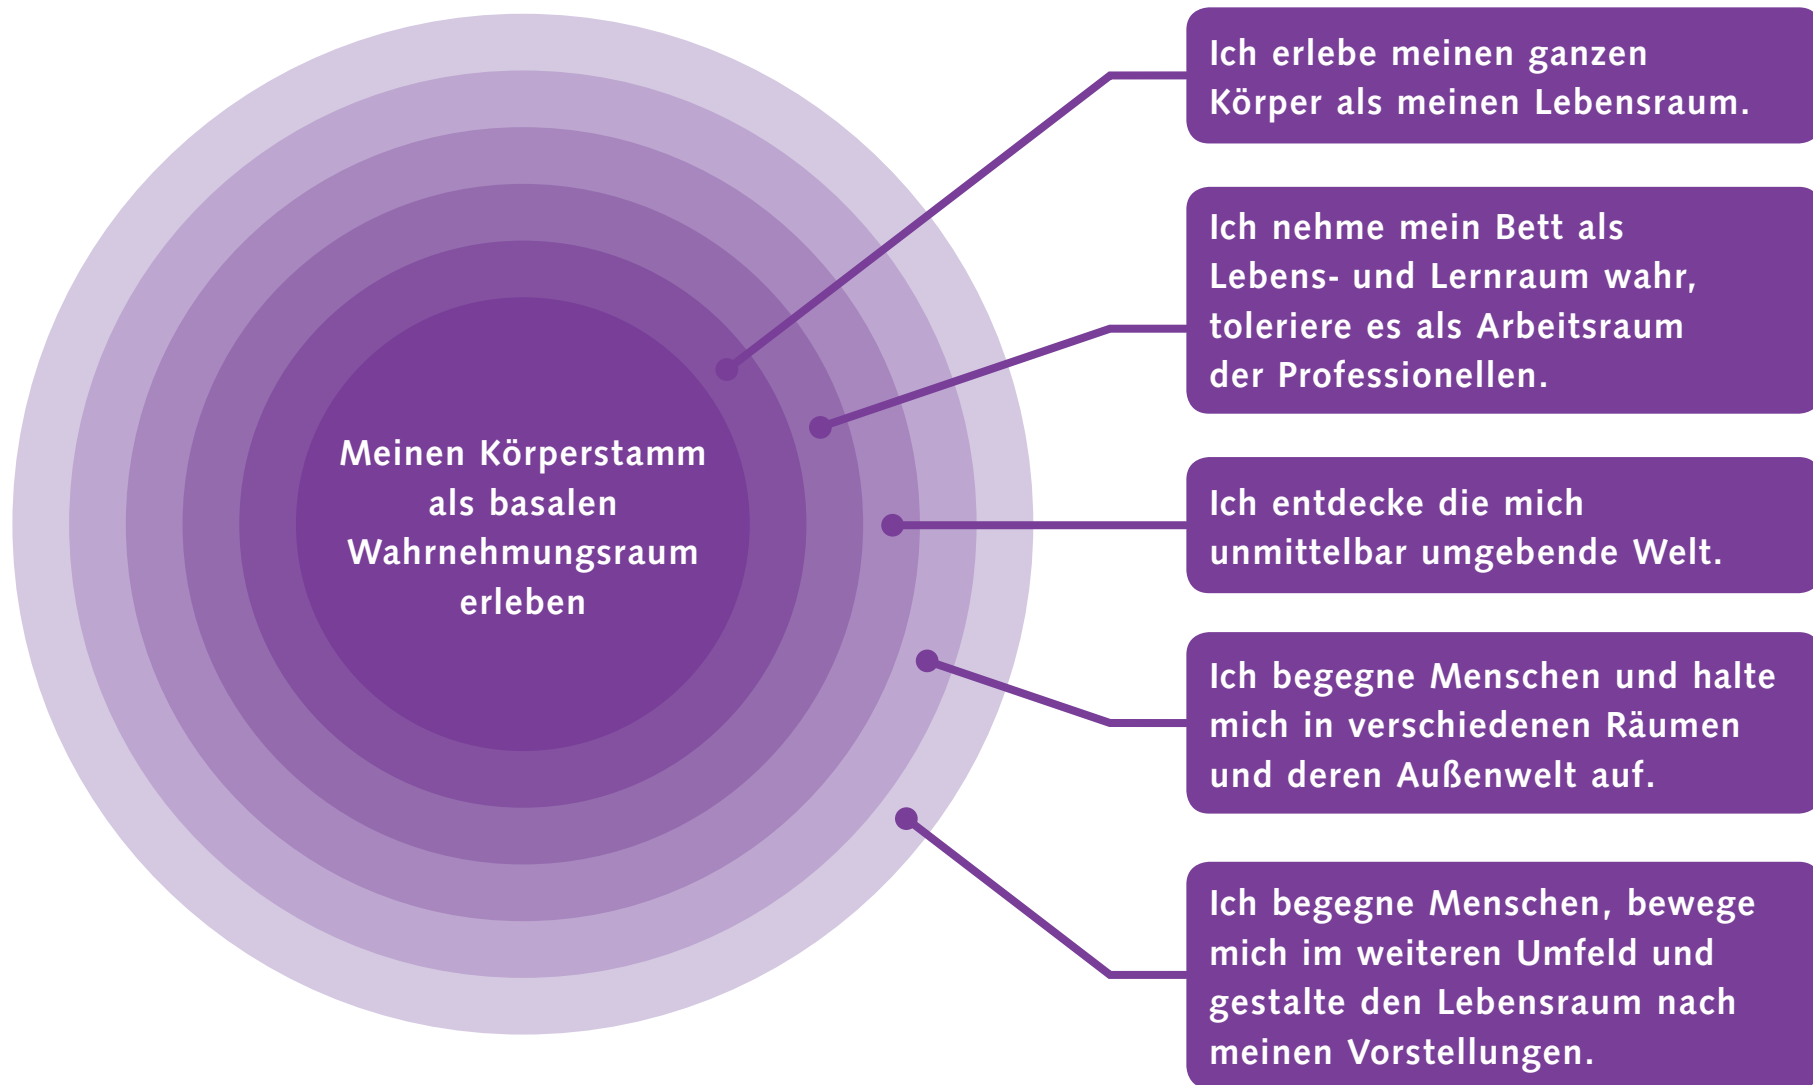 Meinen Körperstamm
als basalen
Wahrnehmungsraum
erleben
Ich erlebe meinen ganzen
Körper als meinen Lebensraum.
Ich nehme mein Bett als
Lebens- und Lernraum wahr,
toleriere es als Arbeitsraum
der Professionellen.
Ich entdecke die mich
unmittelbar umgebende Welt.
Ich begegne Menschen und halte
mich in verschiedenen Räumen
und deren Außenwelt auf.
Ich begegne Menschen, bewege
mich im weiteren Umfeld und
gestalte den Lebensraum nach
meinen Vorstellungen.